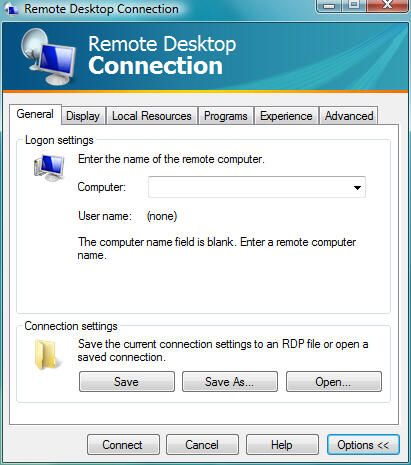 Remote Desktop Connection
Remote Desktop
Connection
General Display Local Resources Programs Experience Advanced
Logon settings
Enter the name of the remote computer.
Computer:
User name: (none)
The computer name field is blank. Enter a remote computer
name.
Connection settings
Save the current connection settings to an RDP file or open a
saved connection.
Save Save As... Open...
Connect Cancel Help Options <<